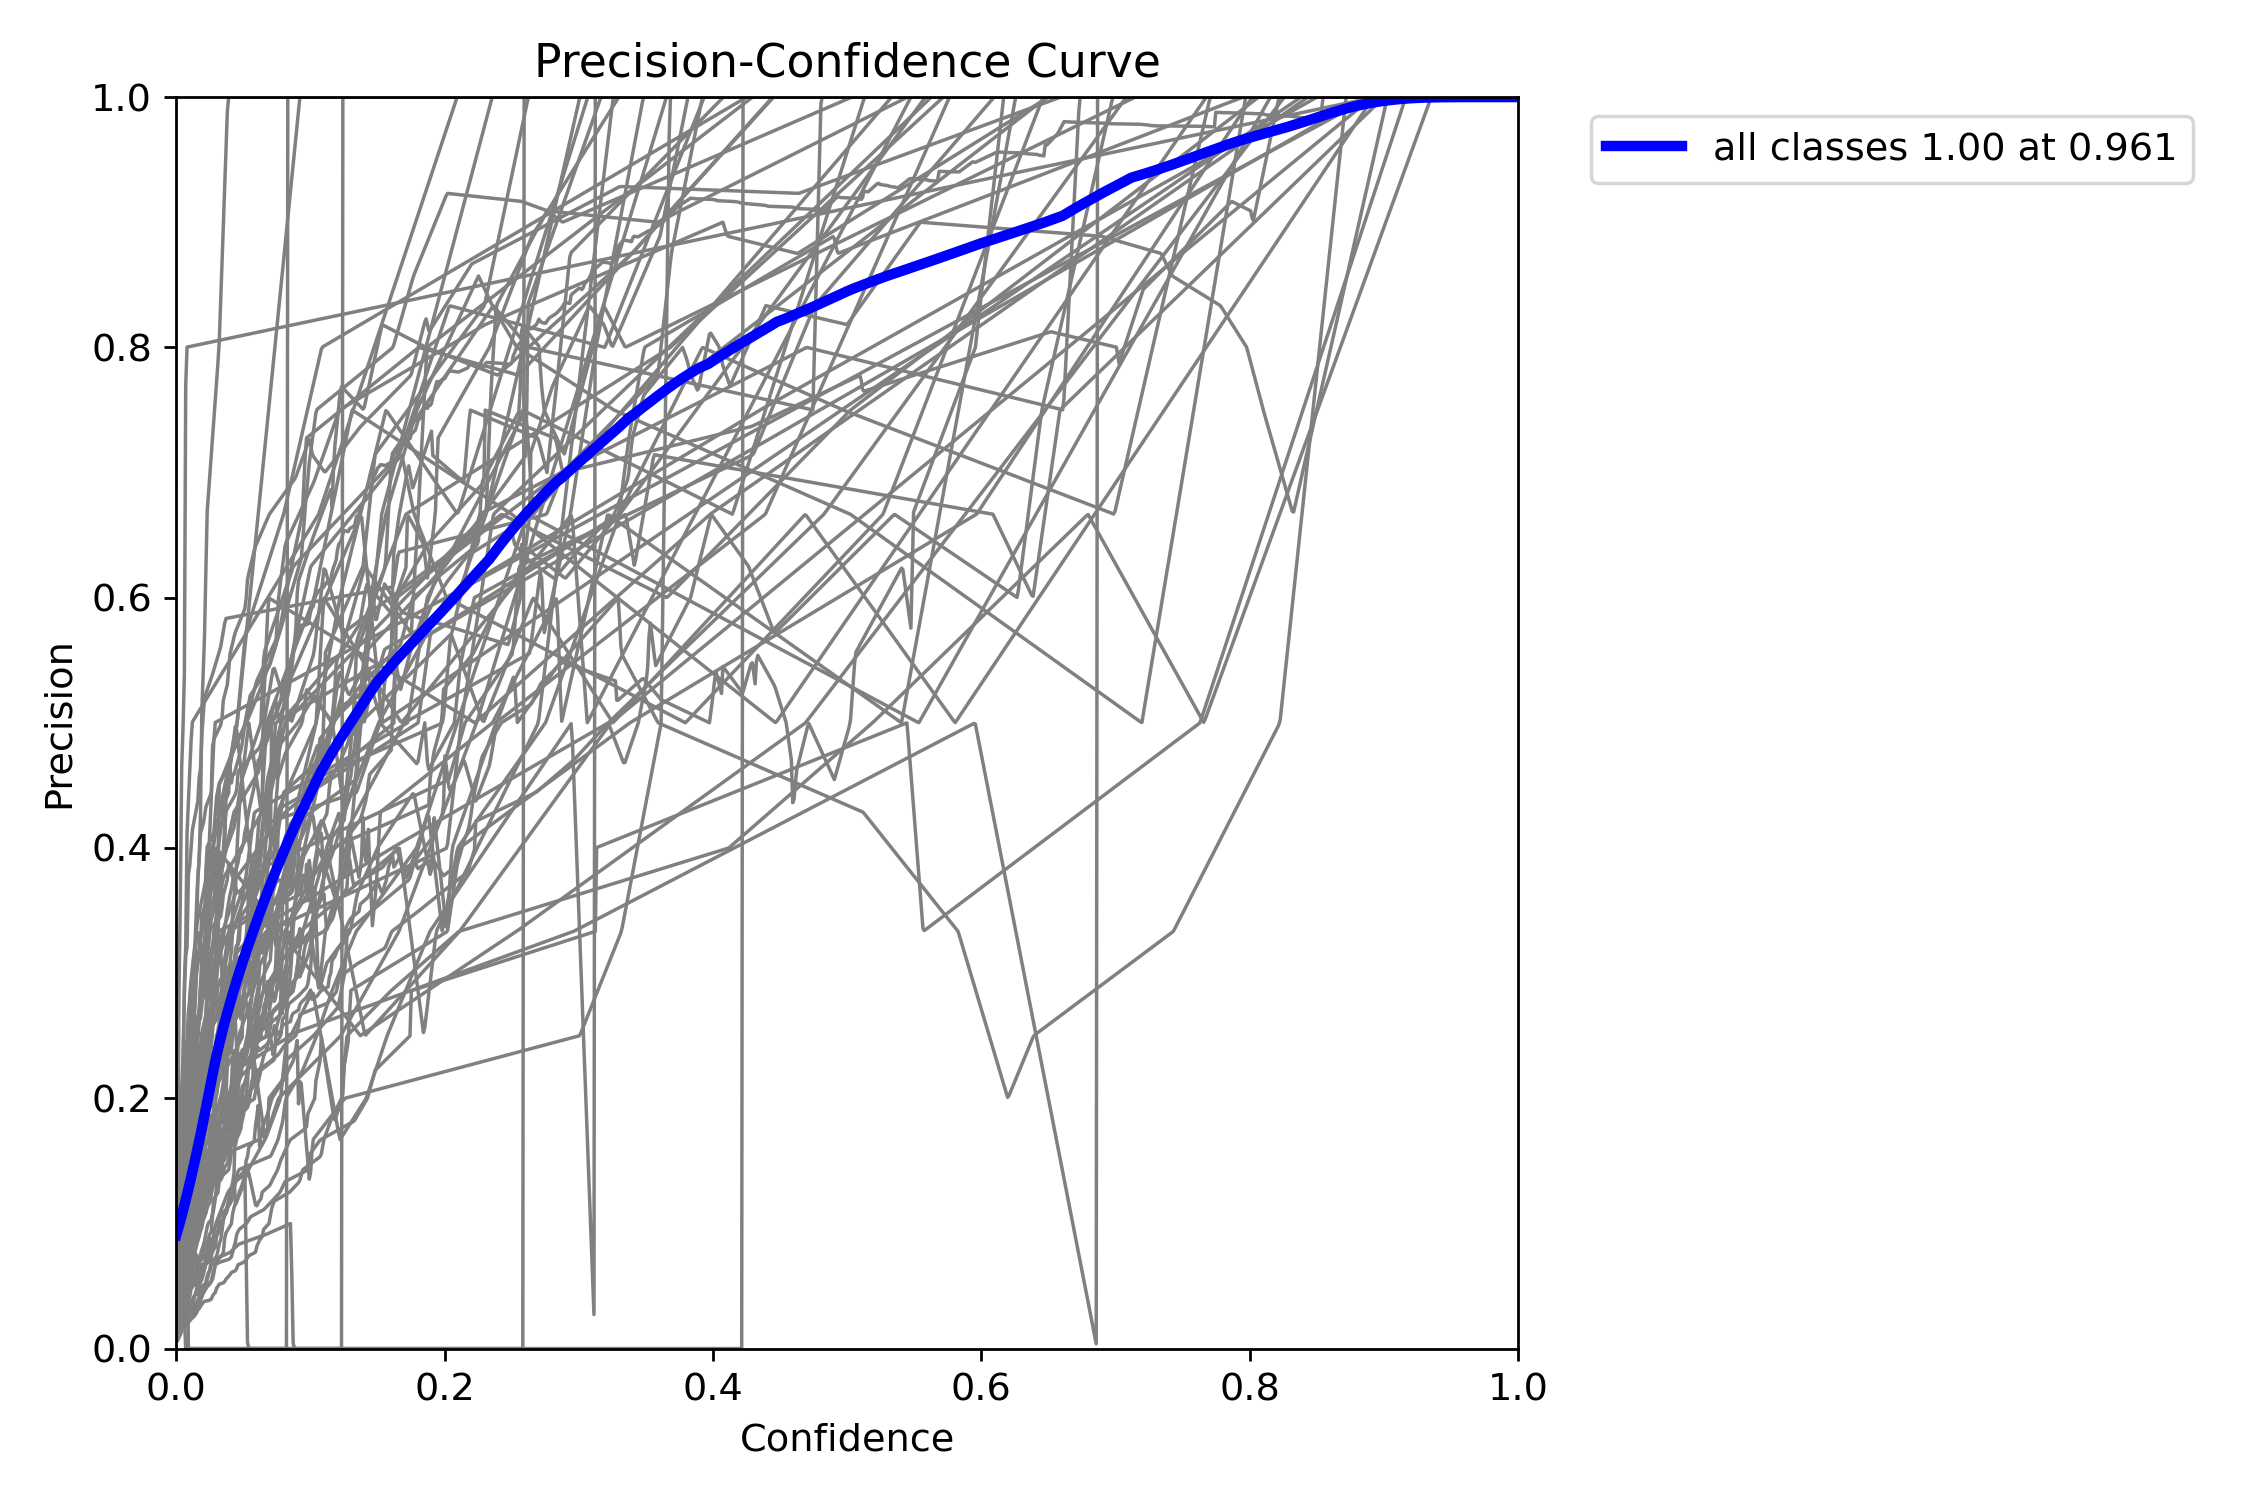 Precision-Confidence Curve
1.0
0.8
0.6
0.4
0.2
0.0
Precision
0.0 0.2 0.4 0.6 0.8 1.0
Confidence
all classes 1.00 at 0.961